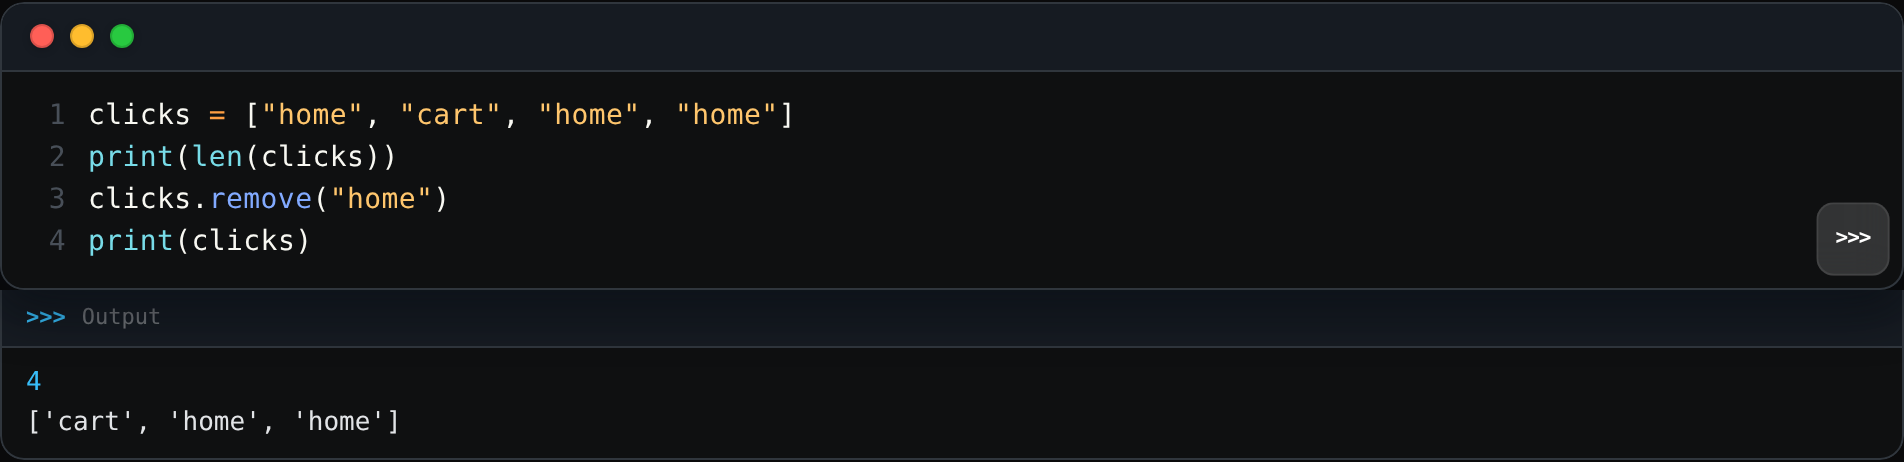 1 clicks = ["home", "cart", "home", "home"]
2 print(len(clicks))
3 clicks.remove("home")
4 print(clicks)
>>>
>>> Output
4
['cart', 'home', 'home']